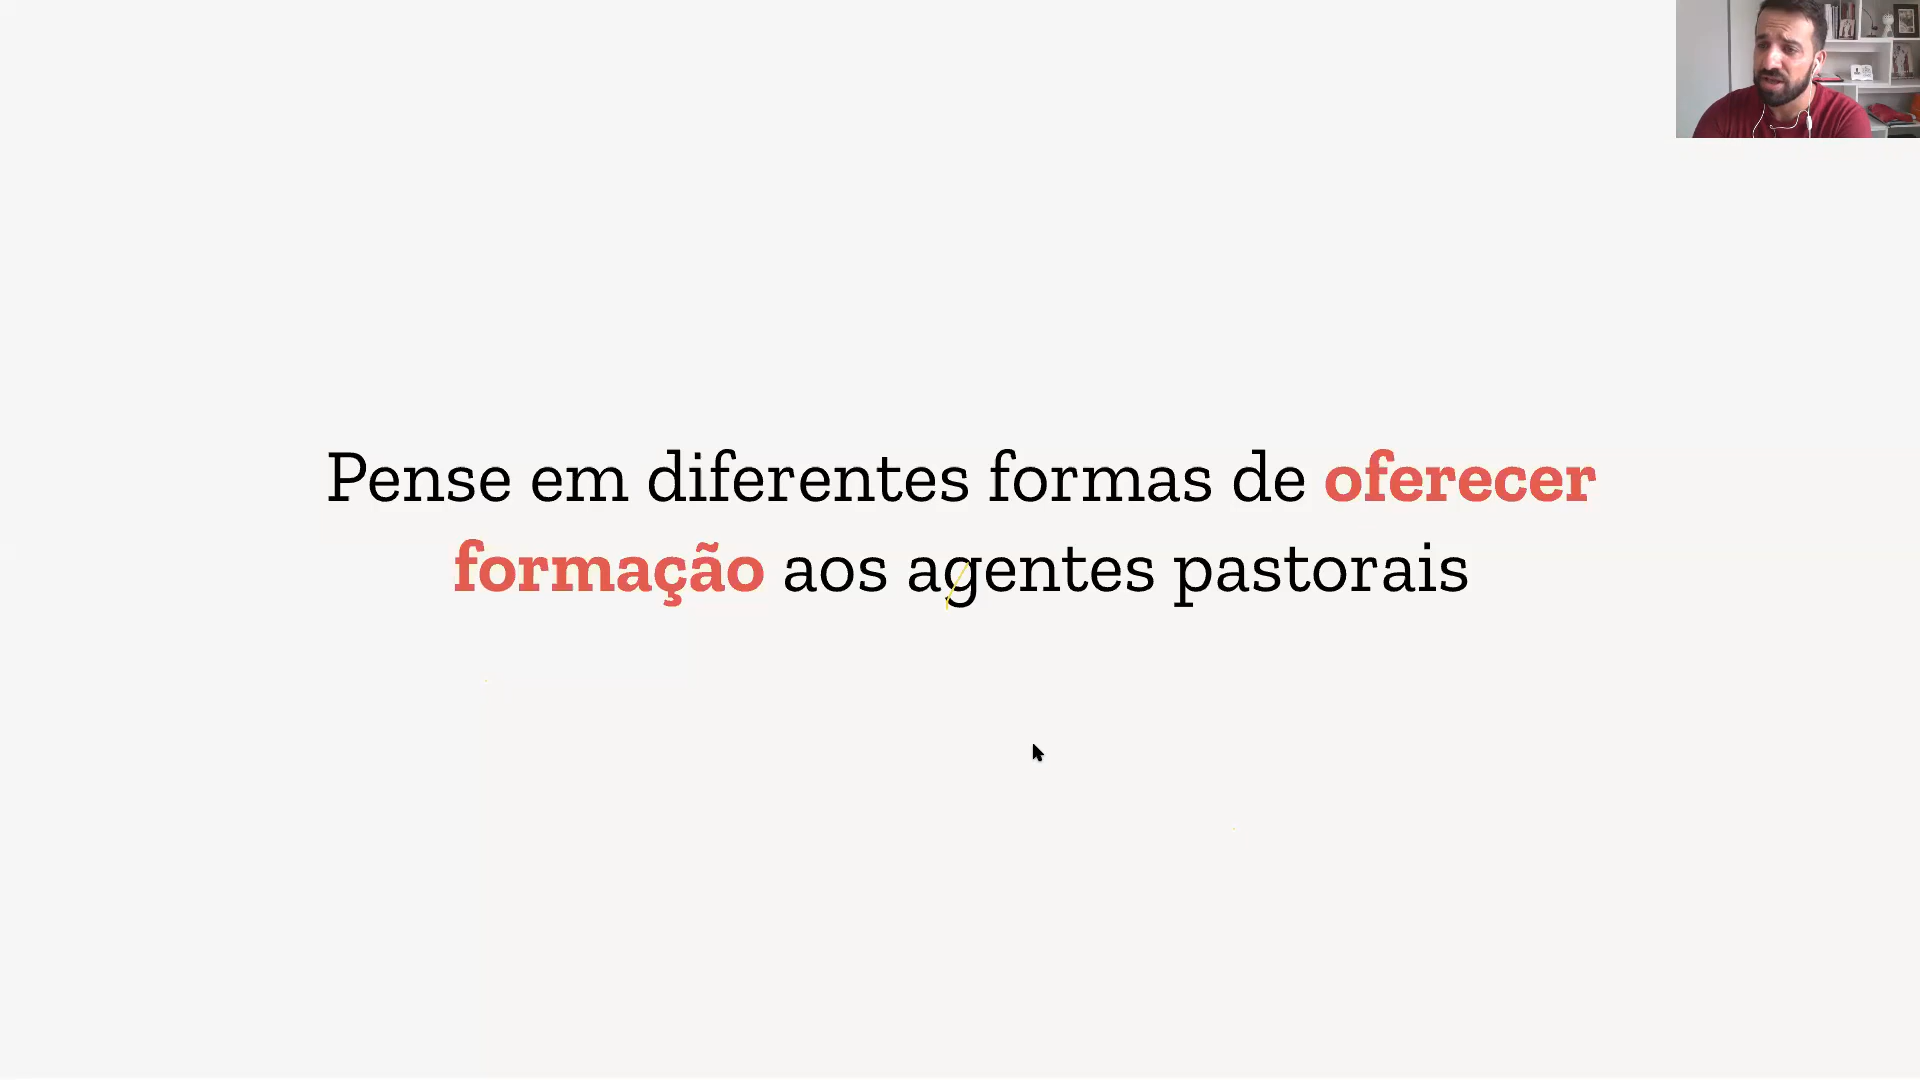 Pense em diferentes formas de oferecer
formação aos agentes pastorais